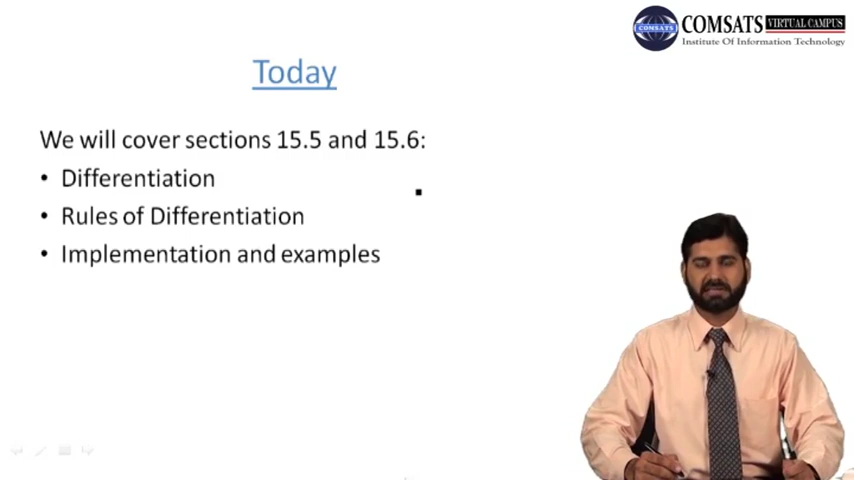 COMSATS VIRTUAL CAMPUS
Institute Of Information Technology
COMSATS
Today
We will cover sections 15.5 and 15.6:
• Differentiation
• Rules of Differentiation
• Implementation and examples